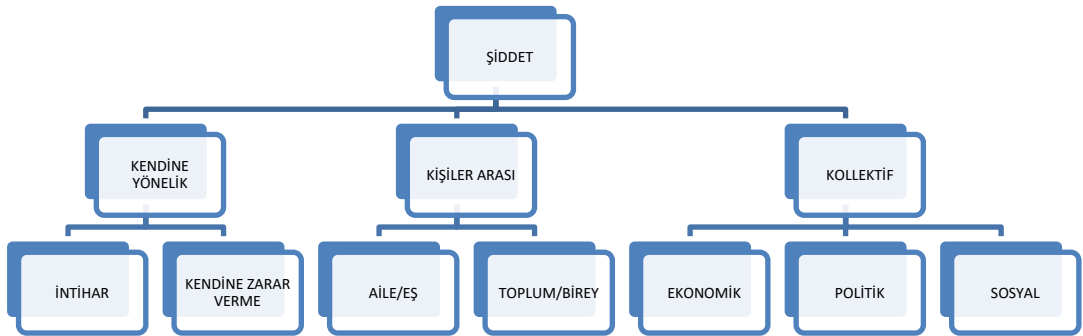 ŞİDDET
KENDİNE
YÖNELİK
KİŞİLER ARASI
KOLLEKTİF
İNTİHAR
KENDİNE ZARAR
VERME
AİLE/EŞ
TOPLUM/BİREY
EKONOMİK
POLİTİK
SOSYAL